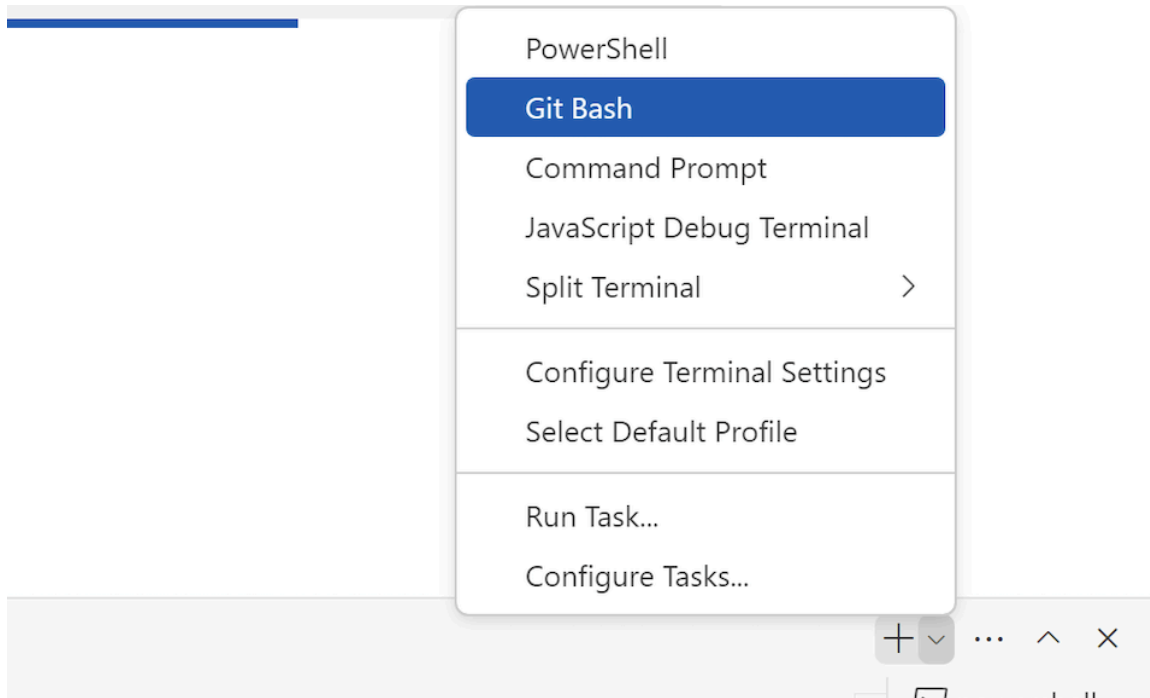 PowerShell
Git Bash
Command Prompt
JavaScript Debug Terminal
Split Terminal
Configure Terminal Settings
Select Default Profile
Run Task...
Configure Tasks...